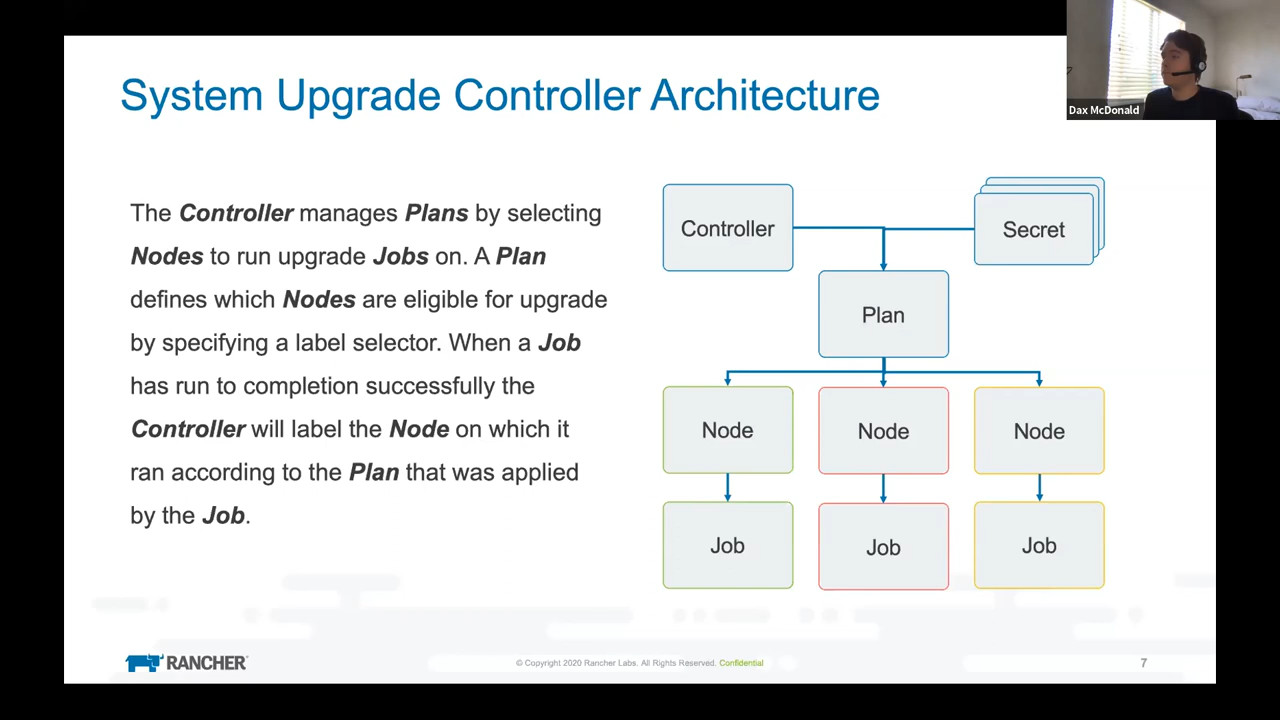 Dax McDonald
System Upgrade Controller Architecture
The Controller manages Plans by selecting
Nodes to run upgrade Jobs on. A Plan
defines which Nodes are eligible for upgrade
by specifying a label selector. When a Job
has run to completion successfully the
Controller will label the Node on which it
ran according to the Plan that was applied
by the Job.
Controller
Secret
Plan
Node
Node
Node
Job
Job
Job
RANCHER
© Copyright 2020 Rancher Labs. All Rights Reserved. Confidential
7